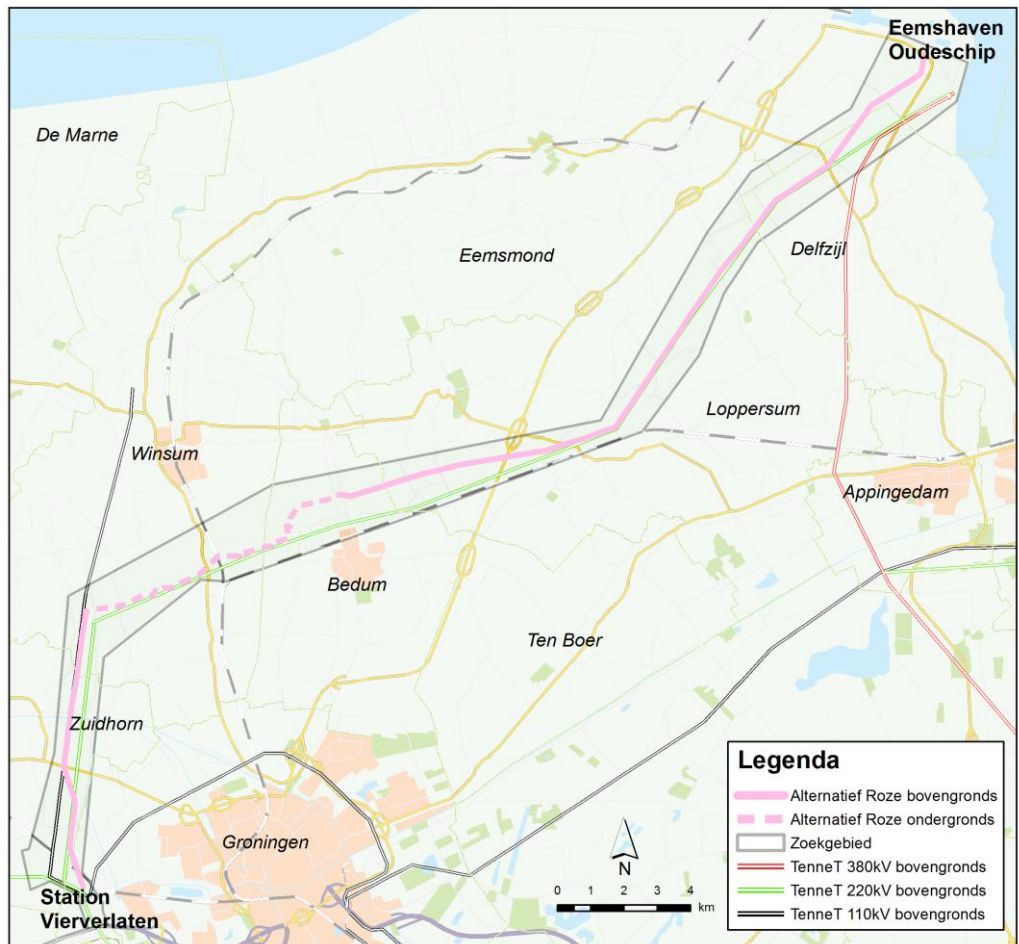 Eemshaven
Oudeschip
De Marne
Eemsmond
Delfzijl
Loppersum
Winsum
Appingedam
Bedum
Ten Boer
Zuidhorn
Groningen
Station
Vierverlaten
N
0 1 2 3 4
km
Legenda
Alternatief Roze bovengronds
Alternatief Roze ondergronds
Zoekgebied
TenneT 380kV bovengronds
TenneT 220kV bovengronds
TenneT 110kV bovengronds